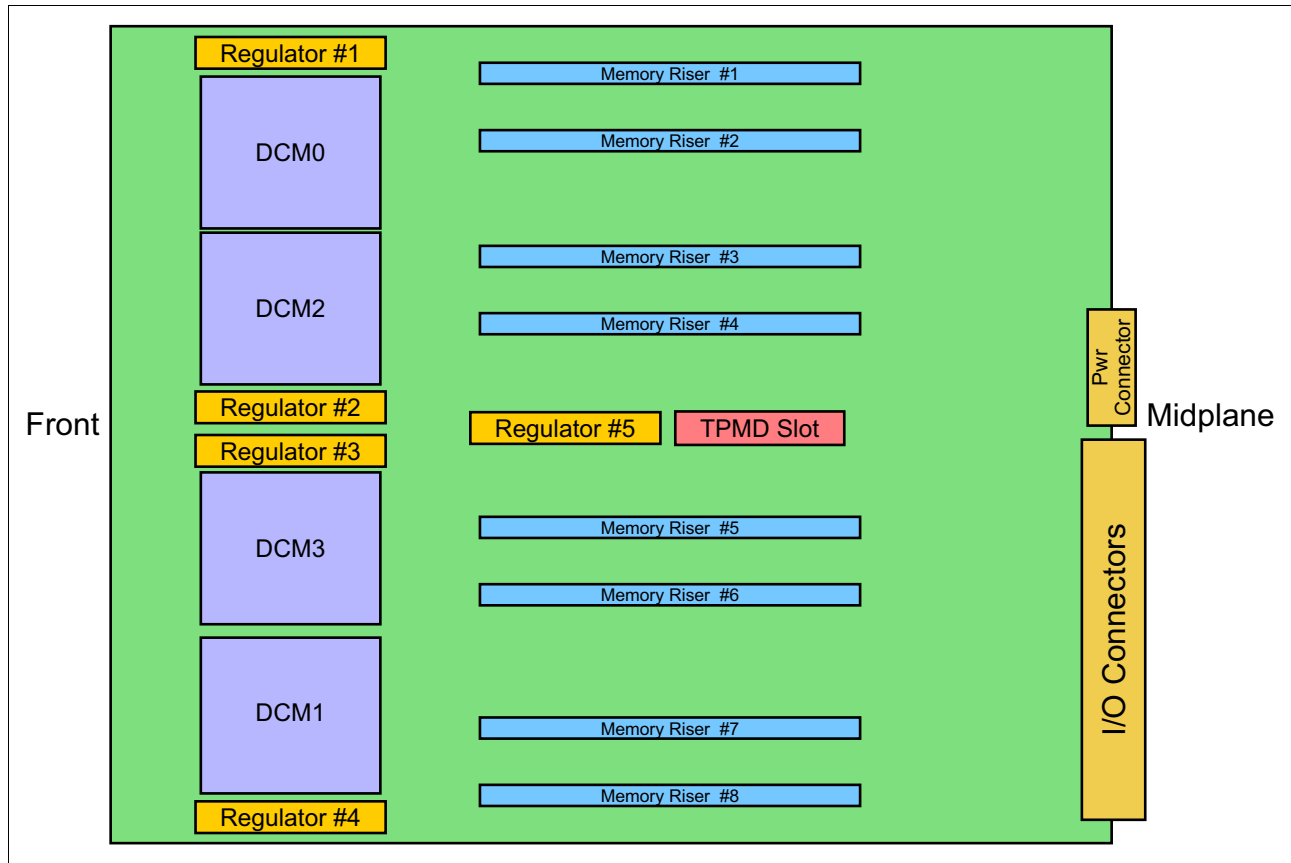 Regulator #1
DCM0
DCM2
Regulator #2
Front
Regulator #3
DCM3
DCM1
Regulator #4
Memory Riser #1
Memory Riser #2
Memory Riser #3
Memory Riser #4
Regulator #5
TPMD Slot
Memory Riser #5
Memory Riser #6
Memory Riser #7
Memory Riser #8
Pwr
Connector
Midplane
I/O Connectors